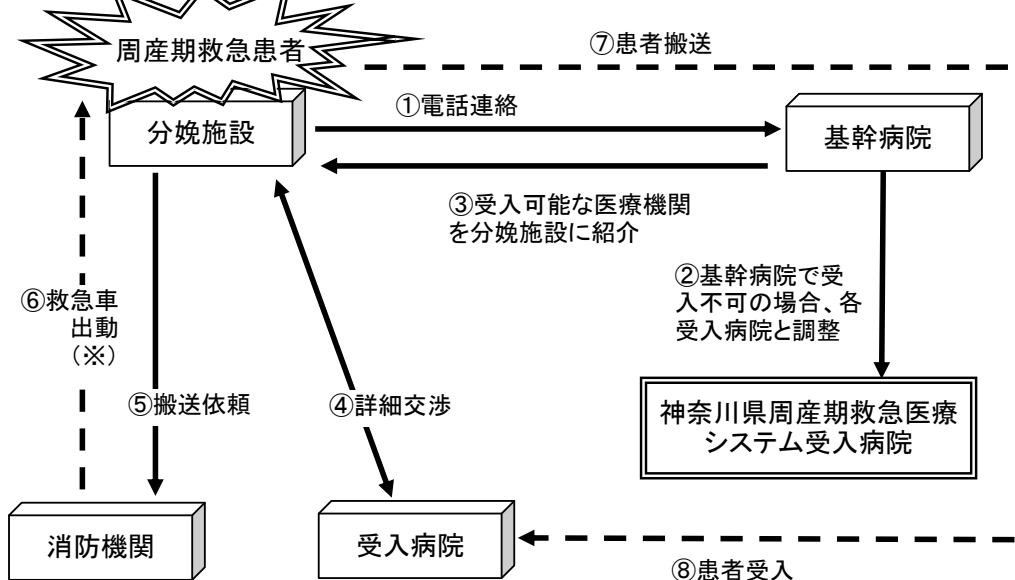 周産期救急患者
⑦患者搬送
①電話連絡
分娩施設
基幹病院
③受入可能な医療機関
を分娩施設に紹介
②基幹病院で受
入不可の場合、各
受入病院と調整
⑥救急車
出動
(※)
⑤搬送依頼
④詳細交渉
神奈川県周産期救急医療
システム受入病院
消防機関
受入病院
⑧患者受入